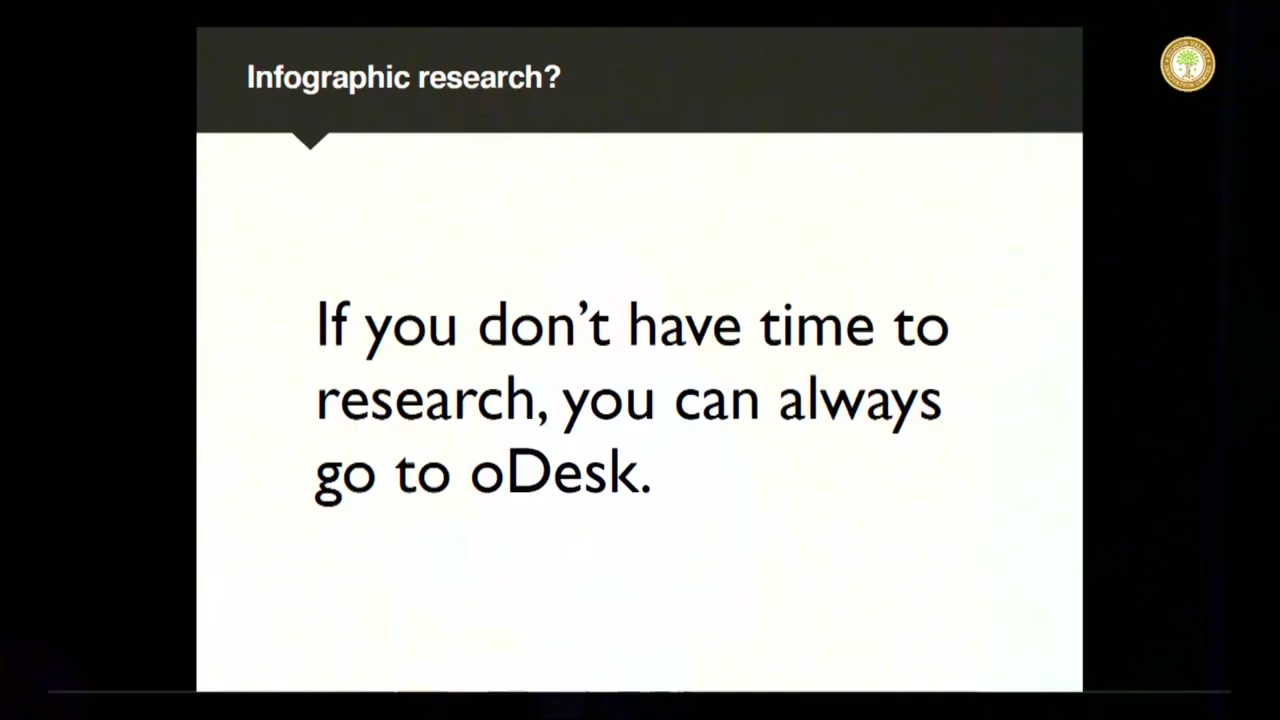 Infographic research?
If you don't have time to
research, you can always
go to oDesk.